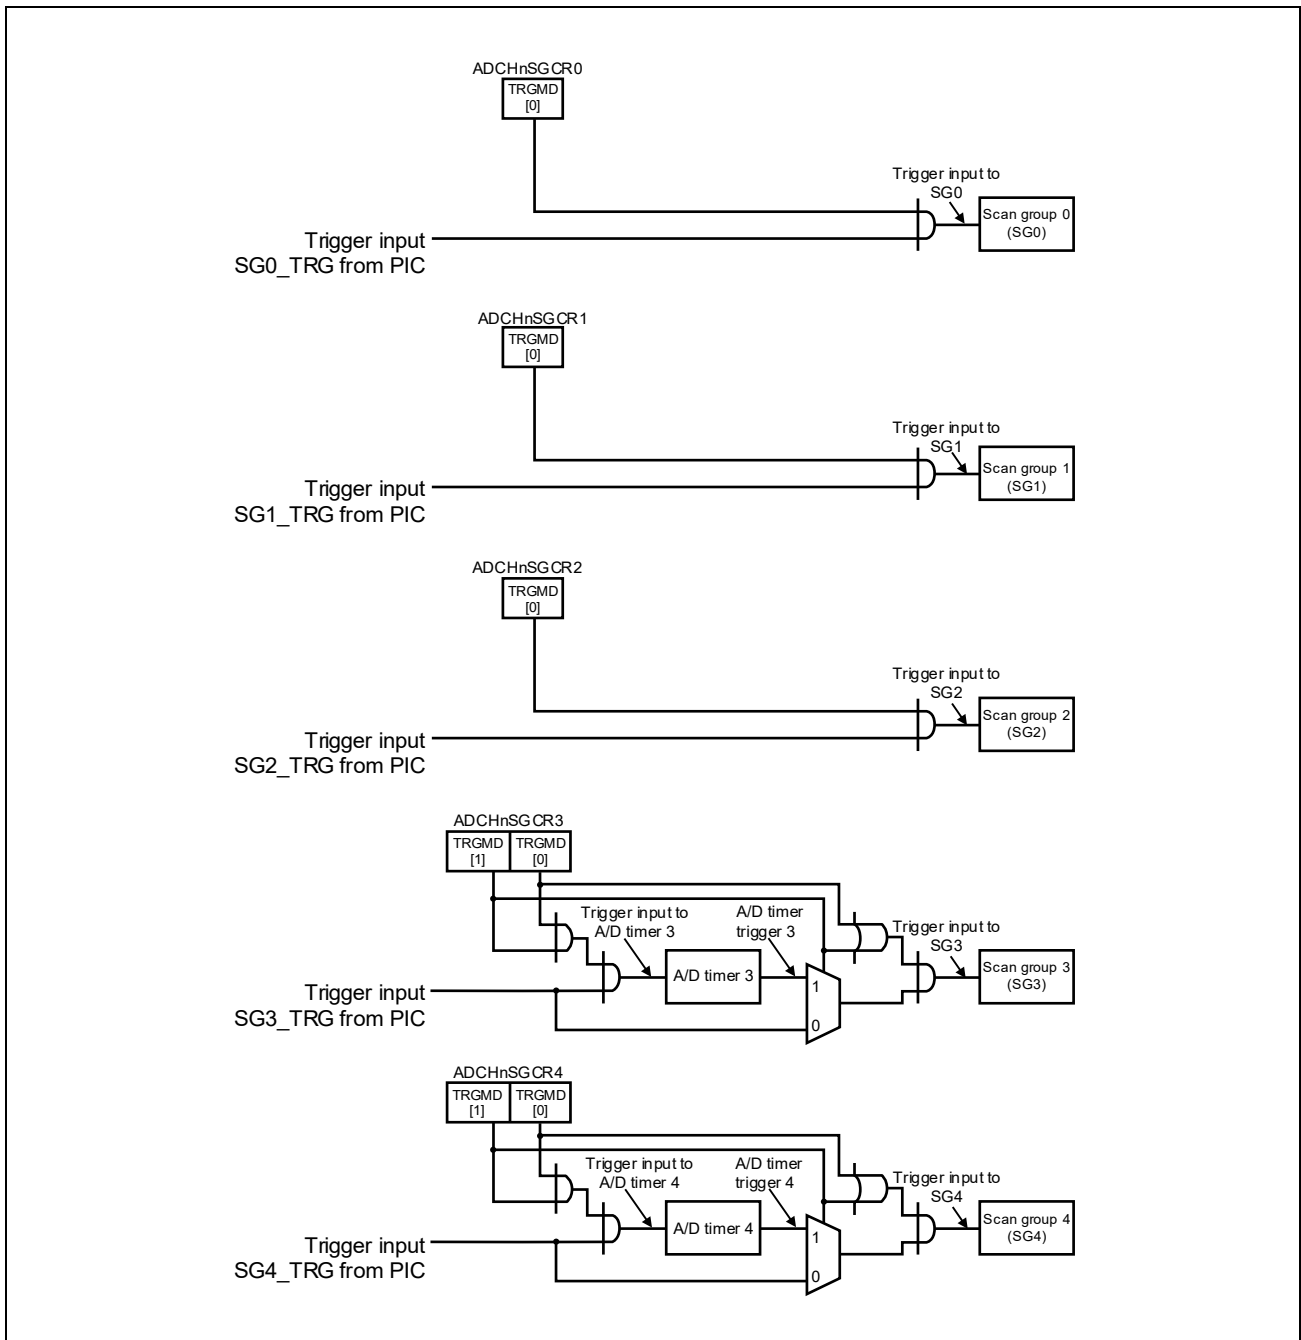 ADCHnSGCR0
TRGMD
[0]
Trigger input to
SG0
Scan group 0
(SG0)
Trigger input
SG0_TRG from PIC
ADCHnSGCR1
TRGMD
[0]
Trigger input to
SG1
Scan group 1
(SG1)
Trigger input
SG1_TRG from PIC
ADCHnSGCR2
TRGMD
[0]
Trigger input to
SG2
Scan group 2
(SG2)
Trigger input
SG2_TRG from PIC
ADCHnSGCR3
TRGMD
[1]
TRGMD
[0]
Trigger input to
A/D timer 3
A/D timer
trigger 3
Trigger input to
SG3
A/D timer 3
1
0
Scan group 3
(SG3)
Trigger input
SG3_TRG from PIC
ADCHnSGCR4
TRGMD
[1]
TRGMD
[0]
Trigger input to
A/D timer 4
A/D timer
trigger 4
Trigger input to
SG4
A/D timer 4
1
0
Scan group 4
(SG4)
Trigger input
SG4_TRG from PIC